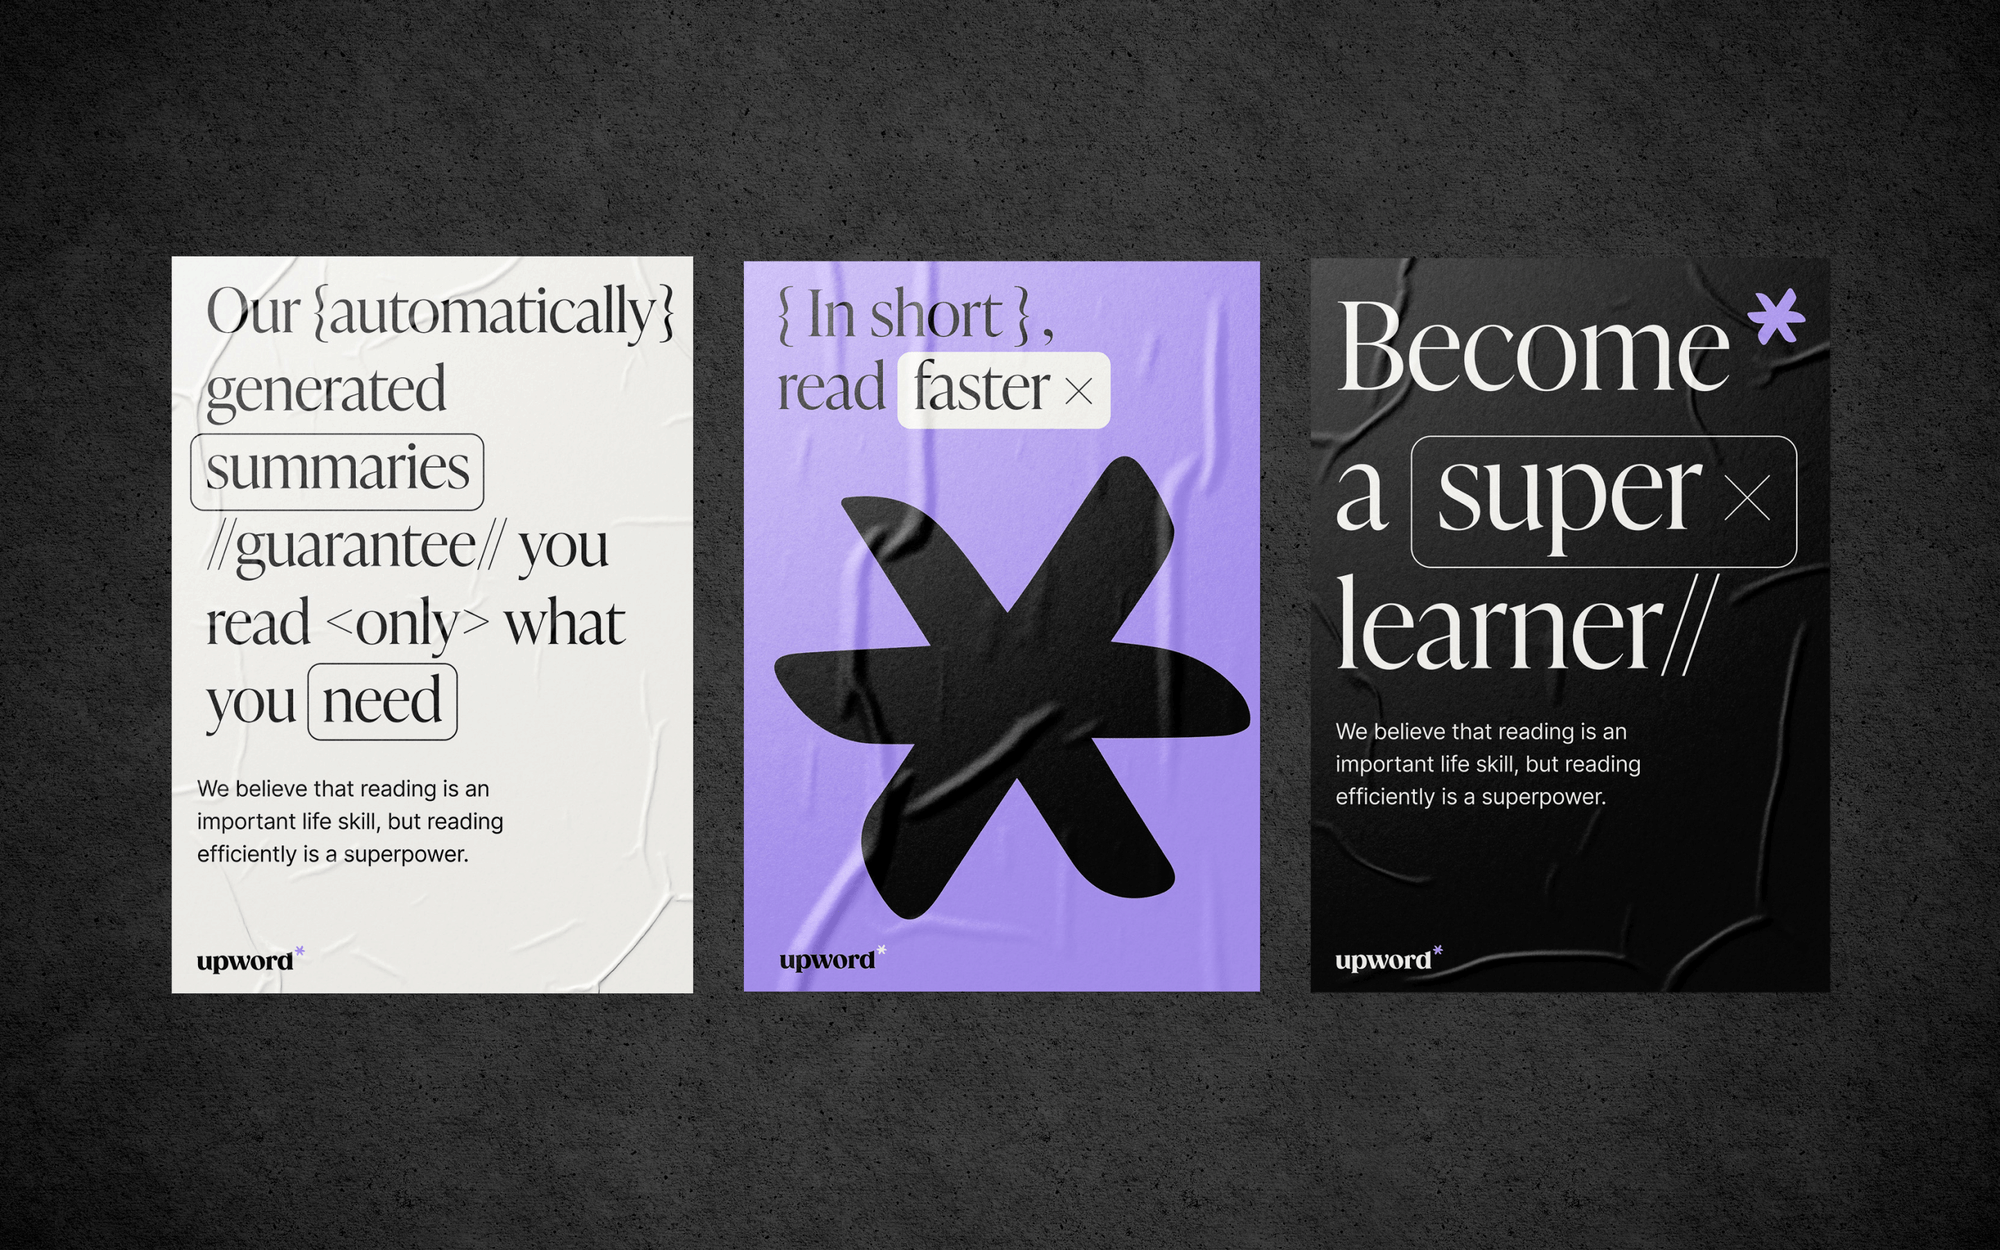 Our {automatically}
generated
summaries
//guarantee// you
read <only> what
you need
We believe that reading is an
important life skill, but reading
efficiently is a superpower.
upword*
{ In short } ,
read faster ×
upword*
Become*
a super ×
learner//
We believe that reading is an
important life skill, but reading
efficiently is a superpower.
upword*